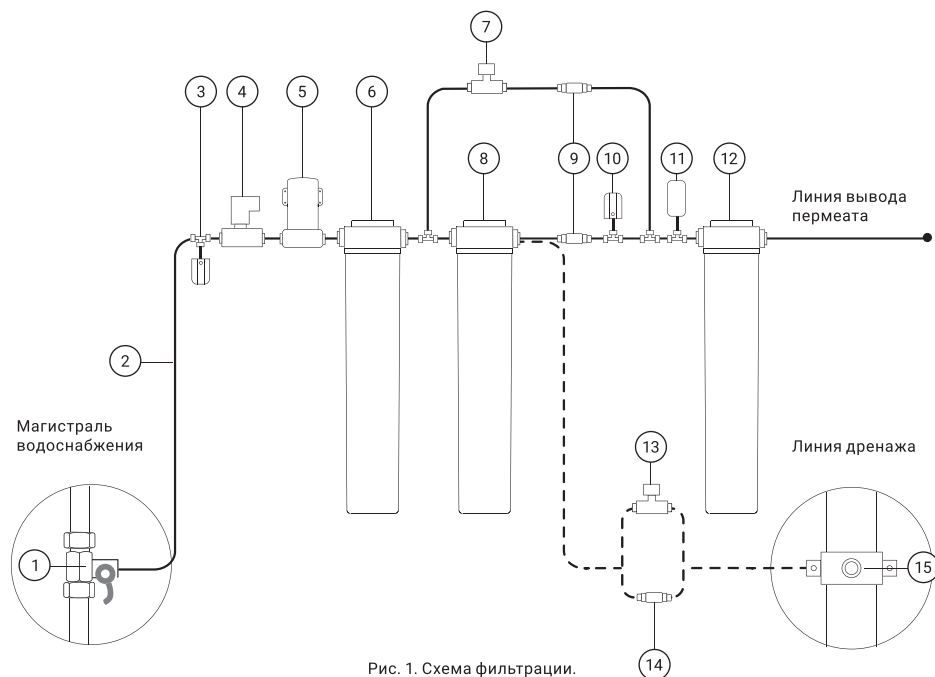 7
3
4
5
6
8
9
10
11
12
Линия вывода
пермеата
2
Магистраль
водоснабжения
13
Линия дренажа
1
15
14
Рис. 1. Схема фильтрации.